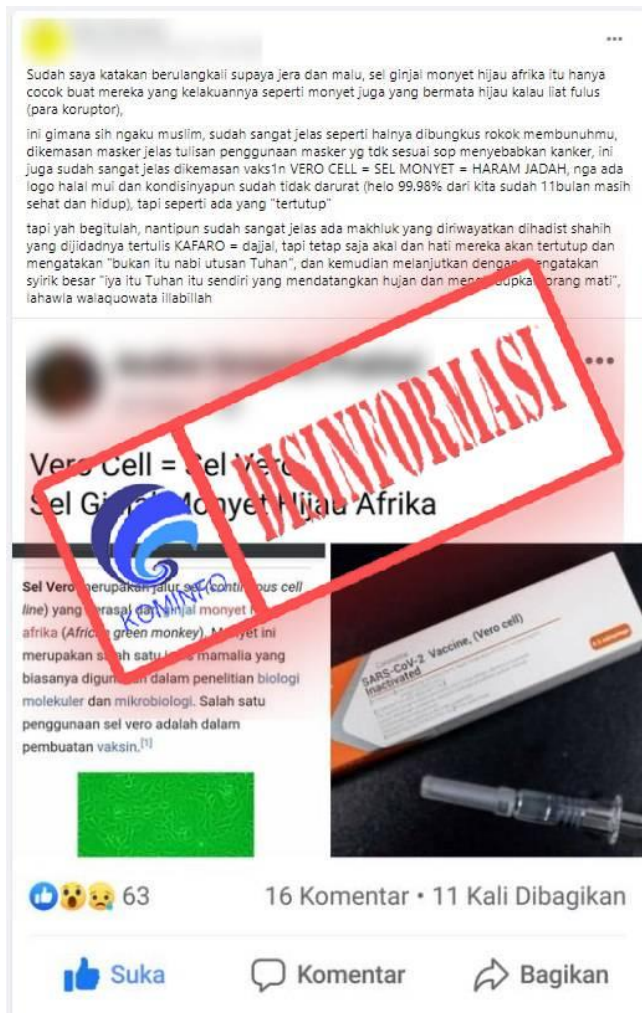 Sudah saya katakan berulangkali supaya jera dan malu, sel ginjal monyet hijau afrika itu hanya
cocok buat mereka yang kelakuannya seperti monyet juga yang bermata hijau kalau liat fulus
(para koruptor),
ini gimana sih ngaku muslim, sudah sangat jelas seperti halnya dibungkus rokok membunuhmu,
dikemasan masker jelas tulisan penggunaan masker yg tdk sesuai sop menyebabkan kanker, ini
juga sudah sangat jelas dikemasan vaks1n VERO CELL = SEL MONYET = HARAM JADAH, nga ada
logo halal mui dan kondisinyapun sudah tidak darurat (helo 99.98% dari kita sudah 11bulan masih
sehat dan hidup), tapi seperti ada yang "tertutup"
tapi yah begitulah, nantipun sudah sangat jelas ada makhluk yang diriwayatkan dihadist shahih
yang dijidadnya tertulis KAFARO = dajjal, tapi tetap saja akal dan hati mereka akan tertutup dan
mengatakan "bukan itu nabi utusan Tuhan", dan kemudian melanjutkan dengan mengatakan
syirik besar "iya itu Tuhan itu sendiri yang mendatangkan hujan dan orang mati",
lahawla walaquowata illabillah
DISINFORMASI
KOMINFO
Vero Cell = Sel Vero
Sel Ginjal Monyet Hijau Afrika
Sel Vero merupakan jalur sel (continuous cell
line) yang berasal dari ginjal monyet
afrika (African green monkey). Monyet ini
merupakan salah satu mamalia yang
biasanya digunakan dalam penelitian biologi
molekuler dan mikrobiologi. Salah satu
penggunaan sel vero adalah dalam
pembuatan vaksin.[1]
SARS-CoV-2 Vaccine, (Vero cell)
Inactivated
63
16 Komentar • 11 Kali Dibagikan
Suka
Komentar
Bagikan